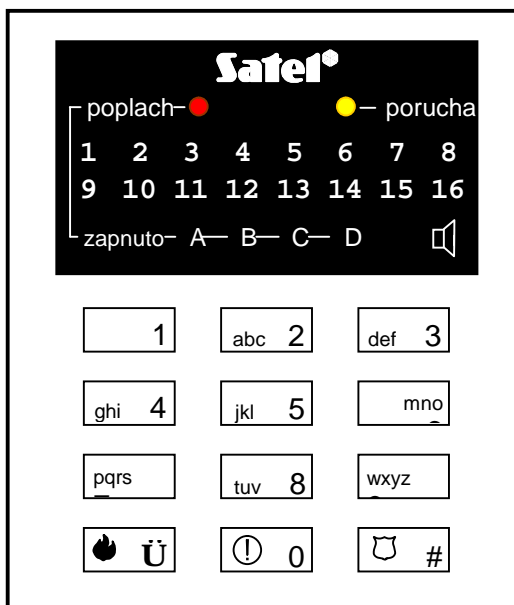 Satel
poplach porucha
1 2 3 4 5 6 7 8
9 10 11 12 13 14 15 16
zapnuto A B C D
1 abc 2 def 3
ghi 4 jkl 5 mno
pqrs tuv 8 wxyz
Ü 0 #